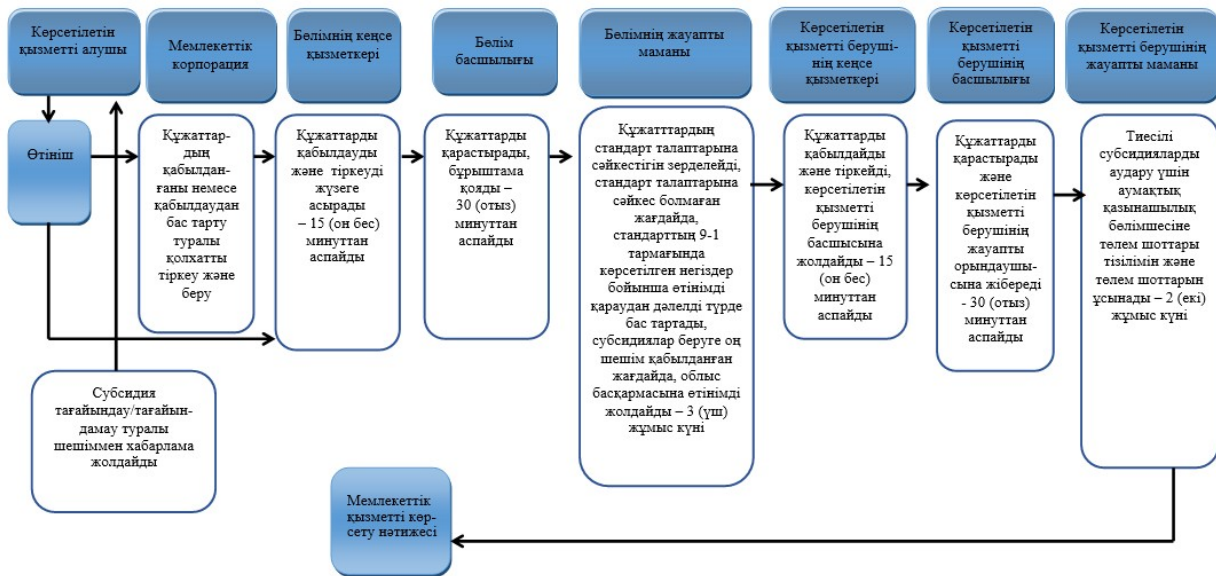 Көрсетілетін
қызметті алушы
Мемлекеттік
корпорация
Бөлімнің кеңсе
қызметкері
Бөлім
басшылығы
Бөлімнің жауапты
маманы
Көрсетілетін
қызметті беруші-
нің кеңсе
қызметкері
Көрсетілетін
қызметті
берушінің
басшылығы
Көрсетілетін
қызметті берушінің
жауапты маманы
Өтініш
Құжаттар-
дың
қабылдан-
ғаны немесе
қабылдаудан
бас тарту
туралы
қолхатты
тіркеу және
беру
Құжаттарды
қабылдауды
және тіркеуді
жүзеге
асырады
– 15 (он бес)
минуттан
аспайды
Құжаттарды
қарастырады,
бұрыштама
қояды –
30 (отыз)
минуттан
аспайды
Құжатттардың
стандарт талаптарына
сәйкестігін зерделейді,
стандарт талаптарына
сәйкес болмаған
жағдайда,
стандарттың 9-1
тармағында
көрсетілген негіздер
бойынша өтінімді
қараудан дәлелді түрде
бас тартады,
субсидиялар беруге оң
шешім қабылданған
жағдайда, облыс
басқармасына өтінімді
жолдайды – 3 (үш)
жұмыс күні
Құжаттарды
қабылдайды
және тіркейді,
көрсетілетін
қызметті
берушінің
басшысына
жолдайды – 15
(он бес)
минуттан
аспайды
Құжаттарды
қарастырады
және
көрсетілетін
қызметті
берушінің
жауапты
орындаушы-
сына жібереді
- 30 (отыз)
минуттан
аспайды
Тиесілі
субсидияларды
аудару үшін
аумақтық
қазынашылық
бөлімшесіне
төлем шоттары
тізілімін және
төлем шоттарын
ұсынады – 2 (екі)
жұмыс күні
Субсидия
тағайындау/тағайын-
дамау туралы
шешіммен хабарлама
жолдайды
Мемлекеттік
қызметті көр-
сету нәтижесі